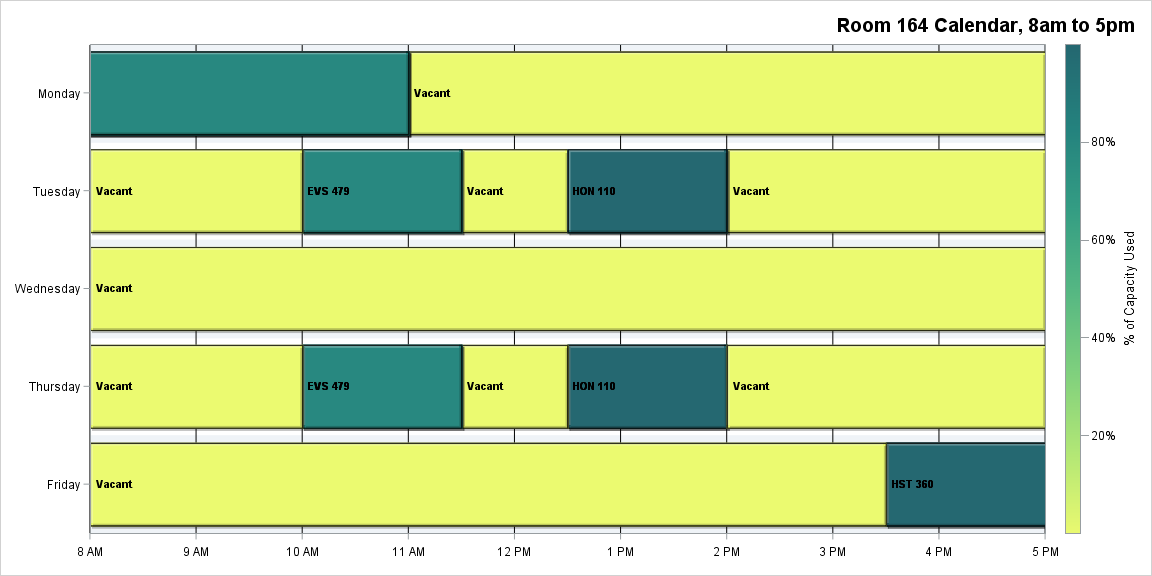 Room 164 Calendar, 8am to 5pm
Monday
Vacant
Tuesday
Vacant
EVS 479
Vacant
HON 110
Vacant
Wednesday
Vacant
Thursday
Vacant
EVS 479
Vacant
HON 110
Vacant
Friday
Vacant
HST 360
8 AM
9 AM
10 AM
11 AM
12 PM
1 PM
2 PM
3 PM
4 PM
5 PM
80%
60%
40%
20%
% of Capacity Used